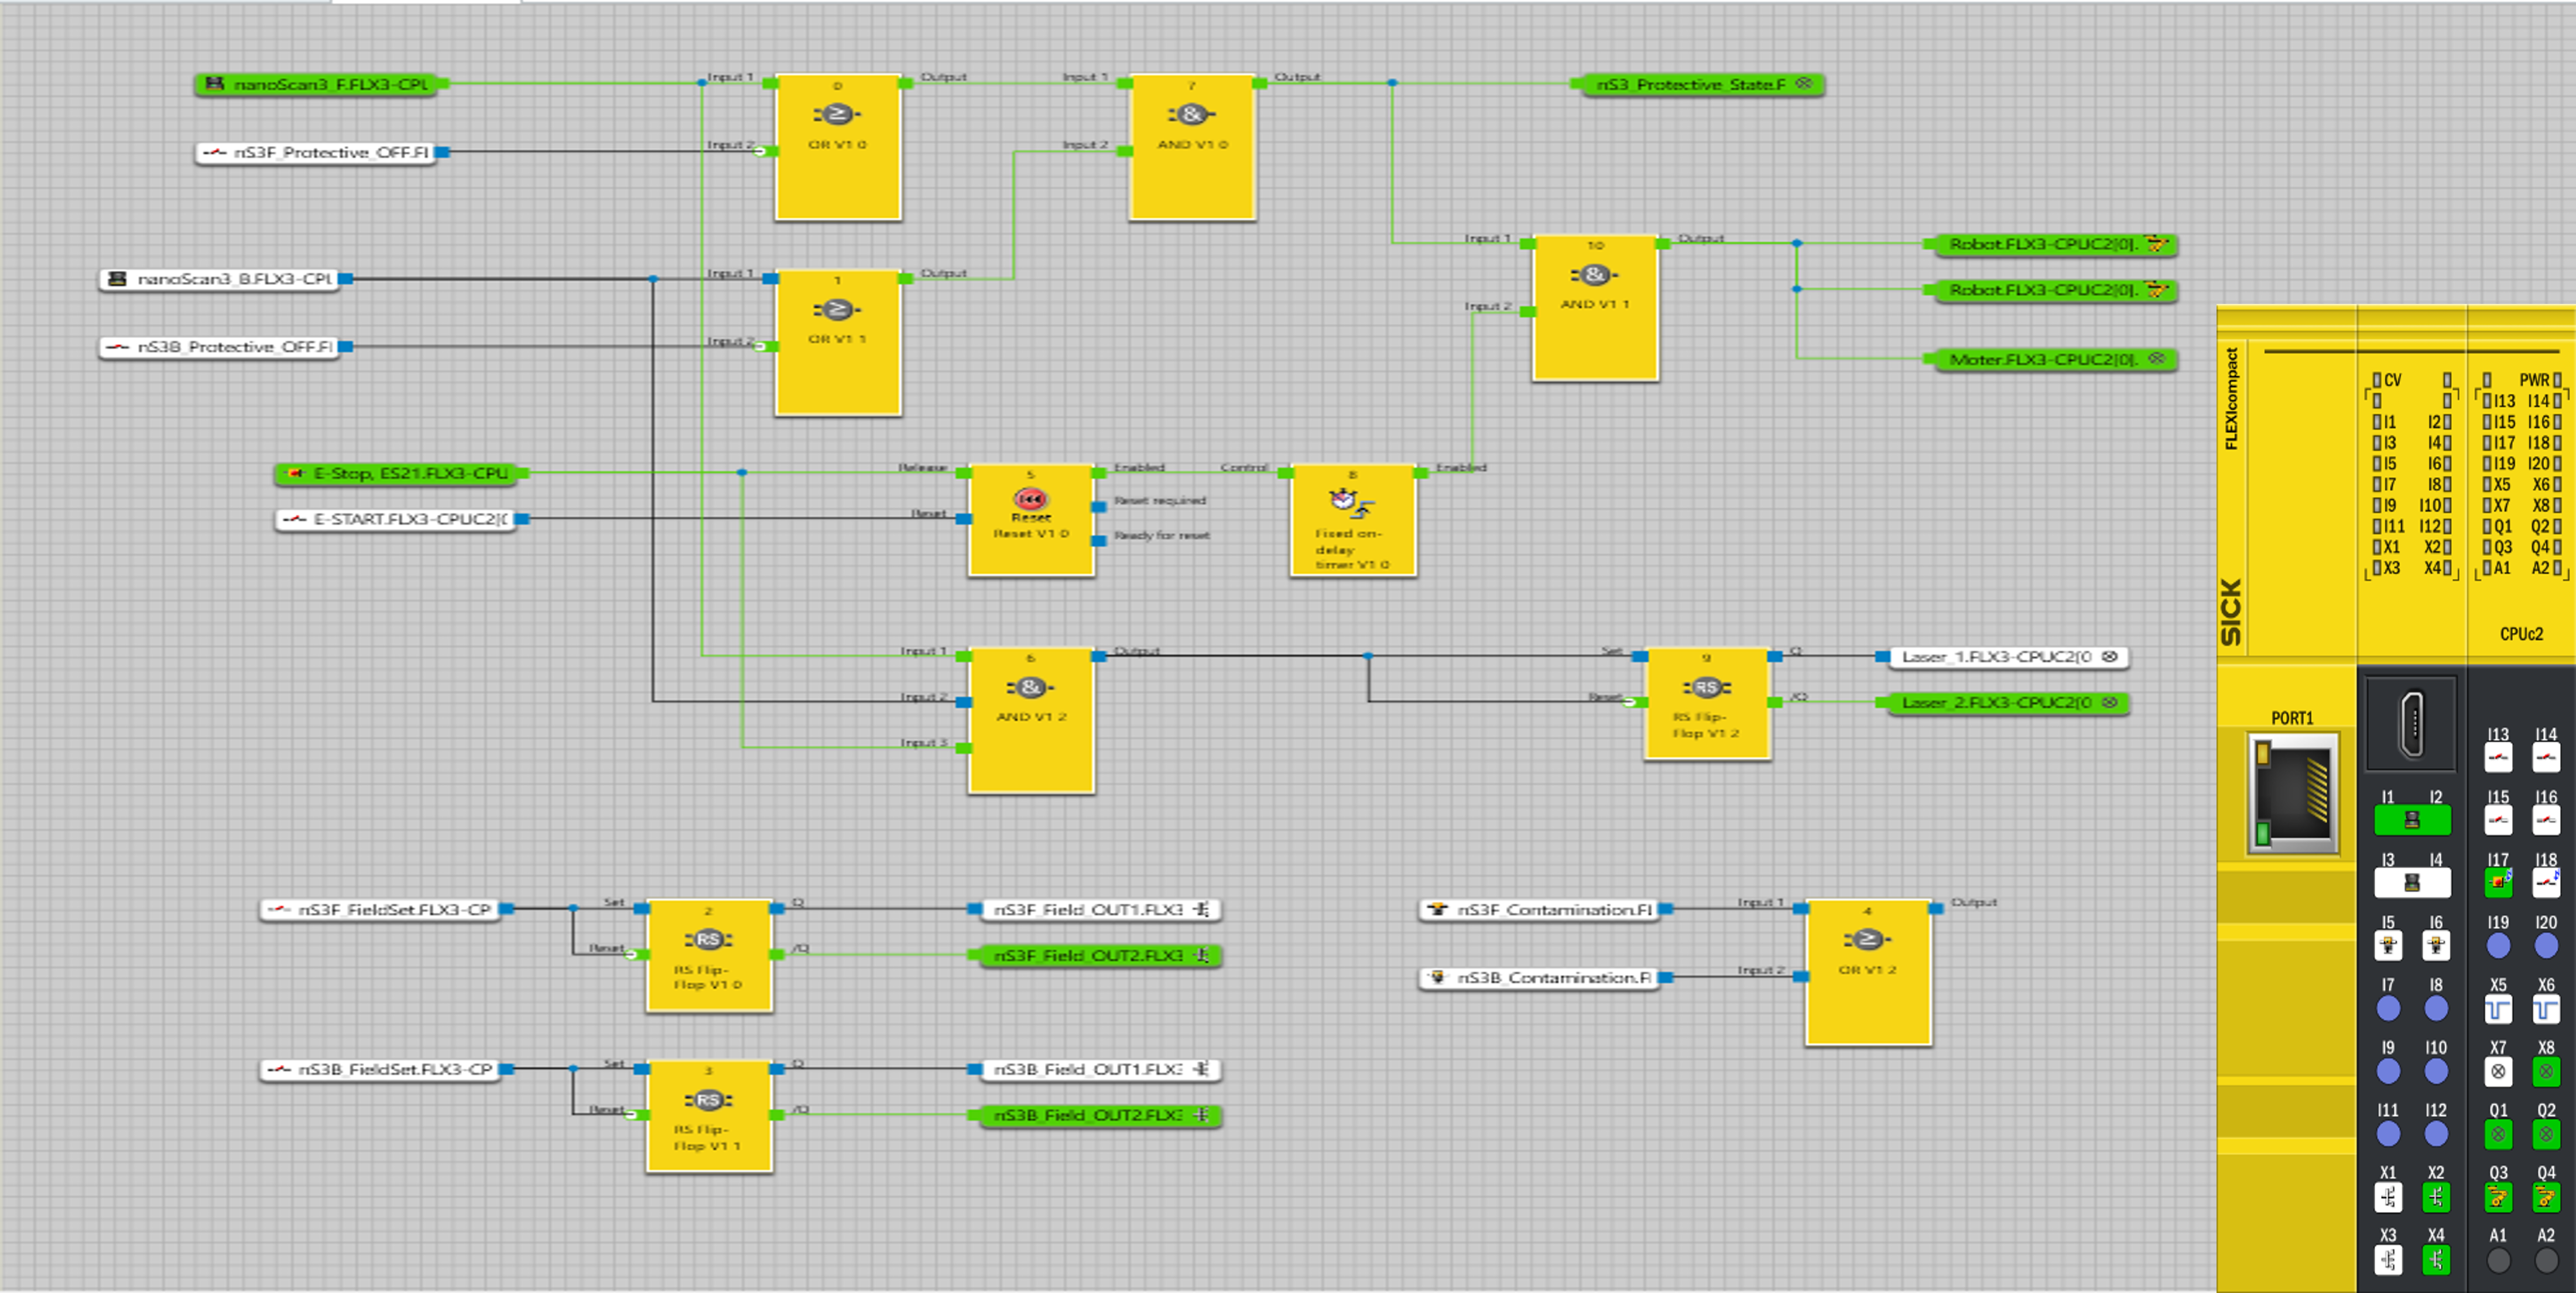 nanoScan3_F.FLX3-CPL
Input 1
0
Output
Input 1
7
Output
nS3_Protective_State.F
nS3F_Protective_OFF.Fl
Input 2
OR V1 0
Input 2
AND V1 0
nanoScan3_B.FLX3-CPL
Input 1
1
Output
nS3B_Protective_OFF.Fl
Input 2
OR V1 1
Input 1
10
Output
Robot.FLX3-CPUC2[0].
Robot.FLX3-CPUC2[0].
Input 2
AND V1 1
Moter.FLX3-CPUC2[0].
E-Stop, ES21.FLX3-CPU
Release
5
Enabled
Control
8
Enabled
Reset required
E-START.FLX3-CPUC2[0
Reset
Reset
Reset V1 0
Ready for reset
Fixed on-
delay
timer V1 0
Input 1
6
Output
Set
9
Q
Laser_1.FLX3-CPUC2[0
Input 2
Reset
RS
/Q
Laser_2.FLX3-CPUC2[0
AND V1 2
RS Flip-
Flop V1 2
Input 3
nS3F_FieldSet.FLX3-CP
Set
2
Q
nS3F_Field_OUT1.FLX3
Reset
RS
/Q
nS3F_Field_OUT2.FLX3
RS Flip-
Flop V1 0
nS3F_Contamination.Fl
Input 1
4
Output
nS3B_Contamination.Fl
Input 2
OR V1 2
nS3B_FieldSet.FLX3-CP
Set
3
Q
nS3B_Field_OUT1.FLX3
Reset
RS
/Q
nS3B_Field_OUT2.FLX3
RS Flip-
Flop V1 1
FLEXIcompact
SICK
CV
PWR
I13 I14
I1 I2
I15 I16
I3 I4
I17 I18
I5 I6
I19 I20
I7 I8
X5 X6
I9 I10
X7 X8
I11 I12
Q1 Q2
X1 X2
Q3 Q4
X3 X4
A1 A2
CPUc2
PORT1
I13 I14
I1 I2
I15 I16
I3 I4
I17 I18
I5 I6
I19 I20
I7 I8
X5 X6
I9 I10
X7 X8
I11 I12
Q1 Q2
X1 X2
Q3 Q4
X3 X4
A1 A2